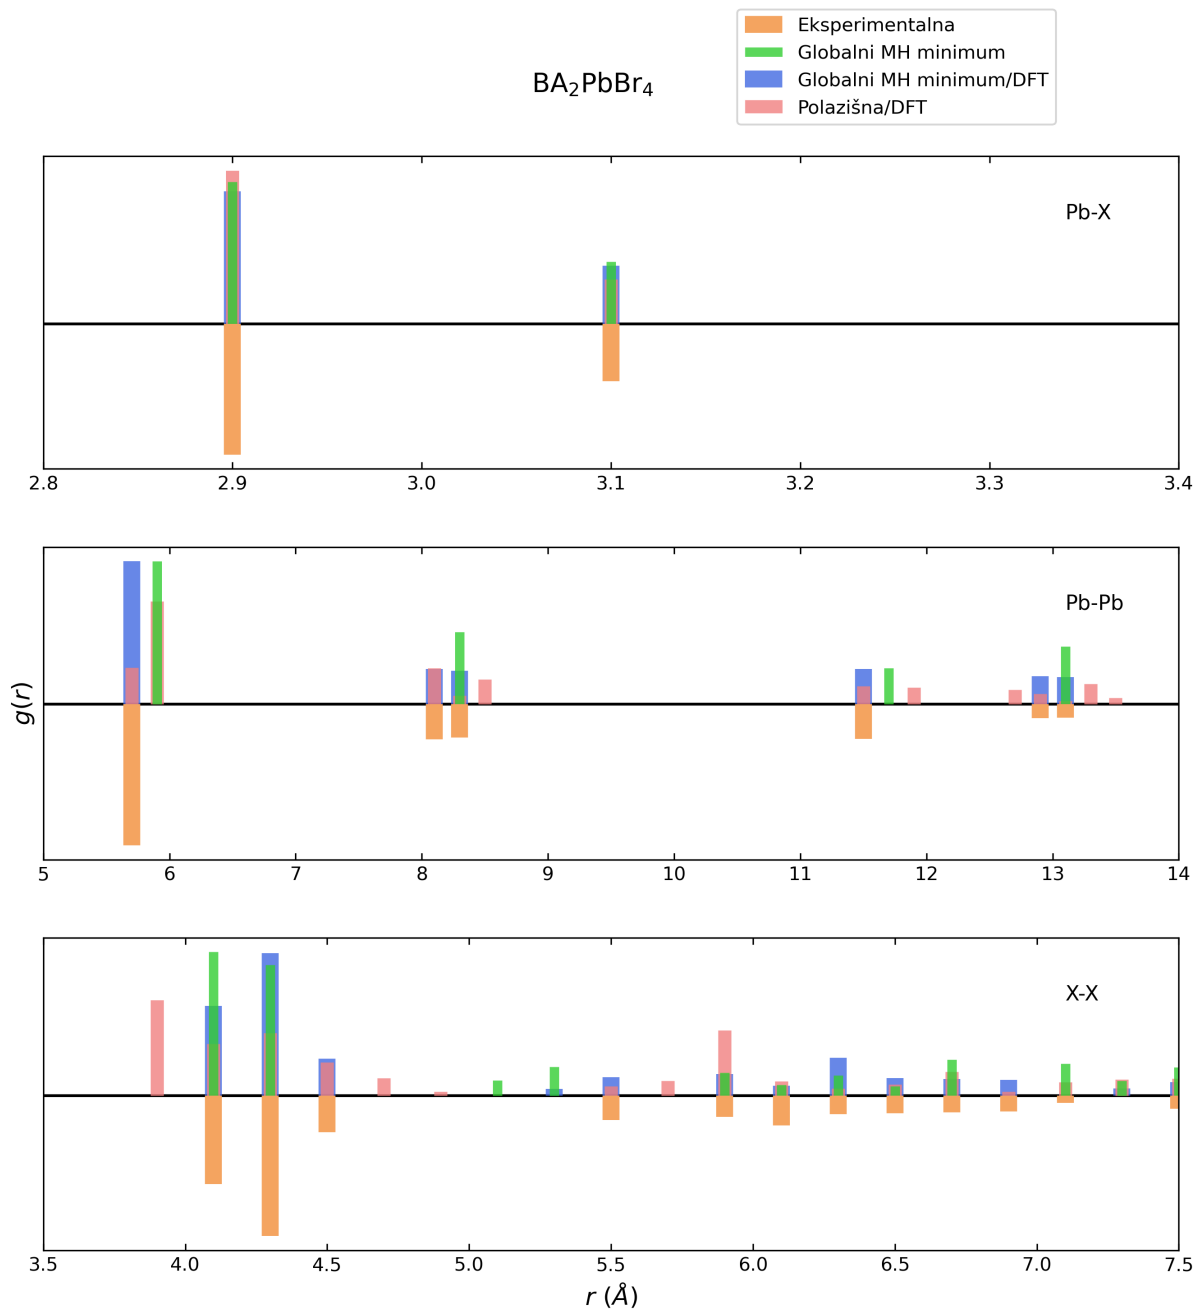 Eksperimentalna
Globalni MH minimum
Globalni MH minimum/DFT
Polazišna/DFT
BA₂PbBr₄
Pb-X
2.8 2.9 3.0 3.1 3.2 3.3 3.4
Pb-Pb
g(r)
5 6 7 8 9 10 11 12 13 14
X-X
3.5 4.0 4.5 5.0 5.5 6.0 6.5 7.0 7.5
r (Å)